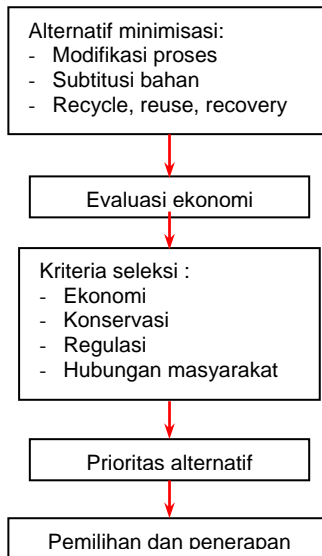 Alternatif minimisasi:
- Modifikasi proses
- Subtitusi bahan
- Recycle, reuse, recovery
Evaluasi ekonomi
Kriteria seleksi :
- Ekonomi
- Konservasi
- Regulasi
- Hubungan masyarakat
Prioritas alternatif
Pemilihan dan penerapan